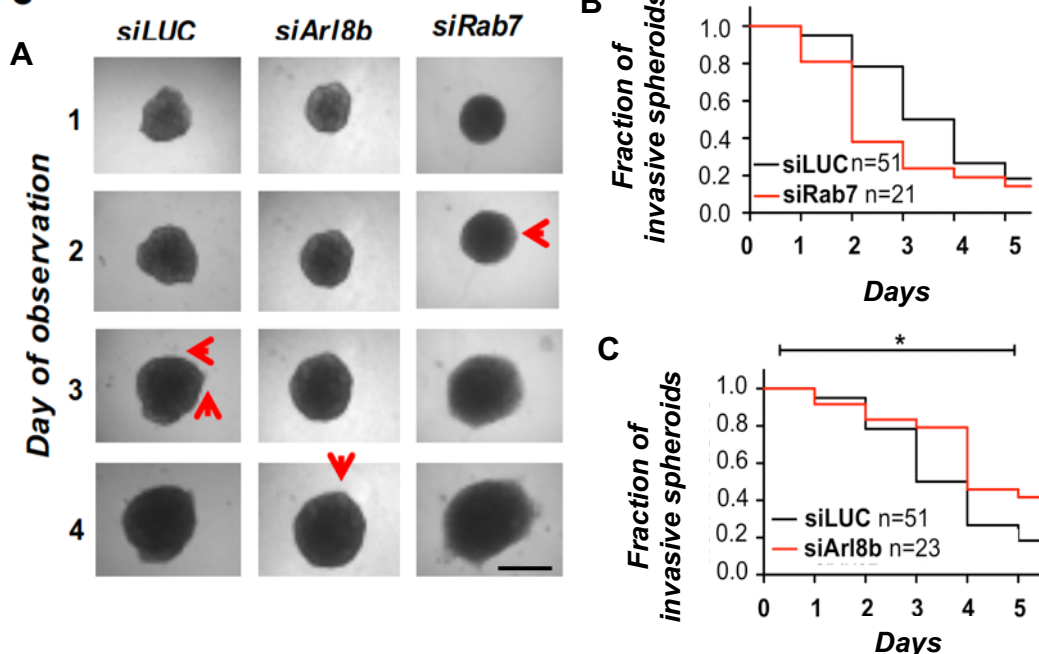 siLUC siArl8b siRab7
A
Day of observation
1
2
3
4
B
Fraction of
invasive spheroids
1.0
0.8
0.6
0.4
0.2
0.0
siLUC n=51
siRab7 n=21
0 1 2 3 4 5
Days
C
*
Fraction of
invasive spheroids
1.0
0.8
0.6
0.4
0.2
0.0
siLUC n=51
siArl8b n=23
0 1 2 3 4 5
Days